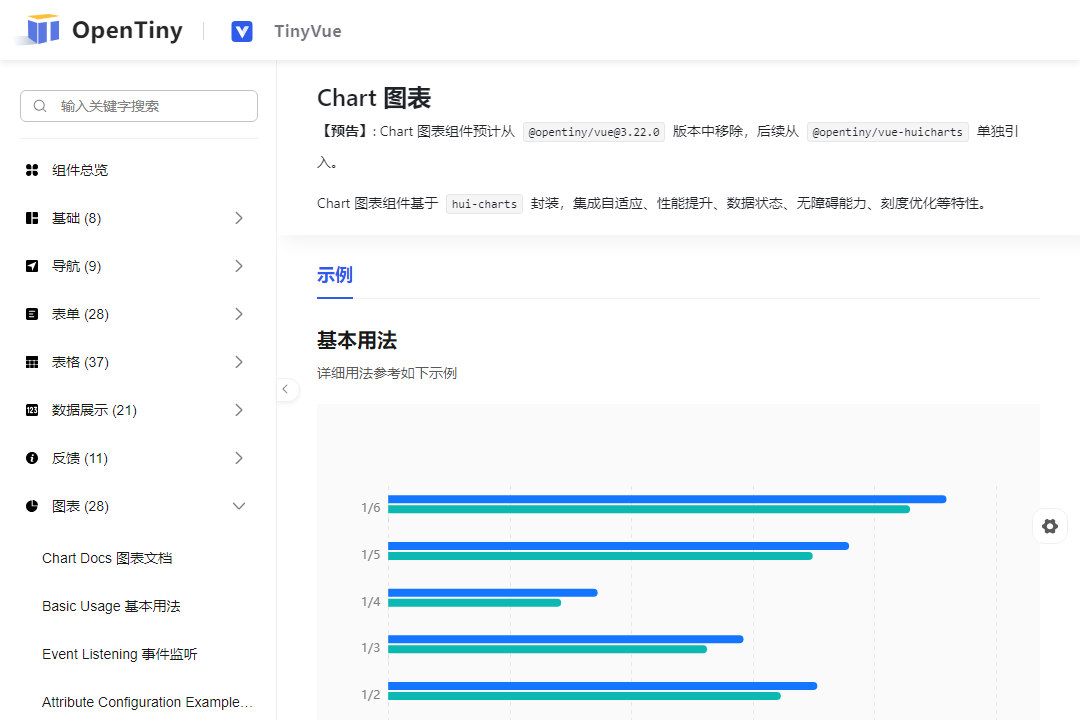 OpenTiny
TinyVue
输入关键字搜索
组件总览
基础 (8)
导航 (9)
表单 (28)
表格 (37)
数据展示 (21)
反馈 (11)
图表 (28)
Chart Docs 图表文档
Basic Usage 基本用法
Event Listening 事件监听
Attribute Configuration Example…
Chart 图表
【预告】: Chart 图表组件预计从 @opentiny/vue@3.22.0 版本中移除，后续从 @opentiny/vue-huicharts 单独引
入。
Chart 图表组件基于 hui-charts 封装，集成自适应、性能提升、数据状态、无障碍能力、刻度优化等特性。
示例
基本用法
详细用法参考如下示例
1/6
1/5
1/4
1/3
1/2